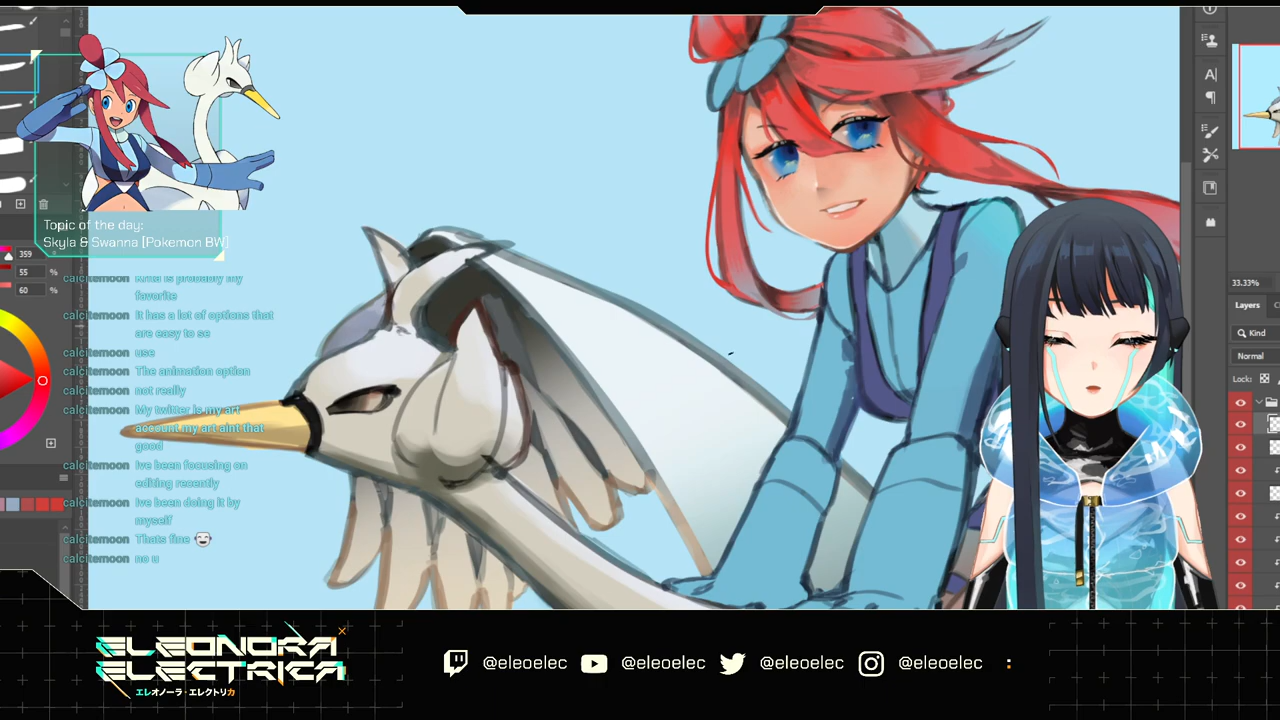 Topic of the day:
Skyla & Swanna [Pokemon BW]
359
55 %
60 %
calcitemoon Krita is probably my
favorite
calcitemoon It has a lot of options that
are easy to se
calcitemoon use
calcitemoon The animation option
calcitemoon not really
calcitemoon My twitter is my art
account my art aint that
good
calcitemoon Ive been focusing on
editing recently
calcitemoon Ive been doing it by
myself
calcitemoon Thats fine
calcitemoon no u
33.33%
Layers
Kind
Normal
Lock:
ELEONORA
ELECTRICA
エレオノーラ・エレクトリカ
@eleoelec
@eleoelec
@eleoelec
@eleoelec